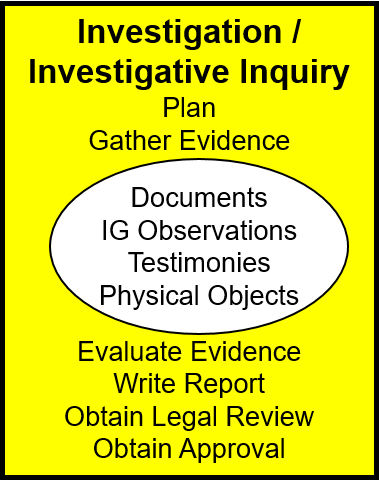 Investigation /
Investigative Inquiry
Plan
Gather Evidence
Documents
IG Observations
Testimonies
Physical Objects
Evaluate Evidence
Write Report
Obtain Legal Review
Obtain Approval